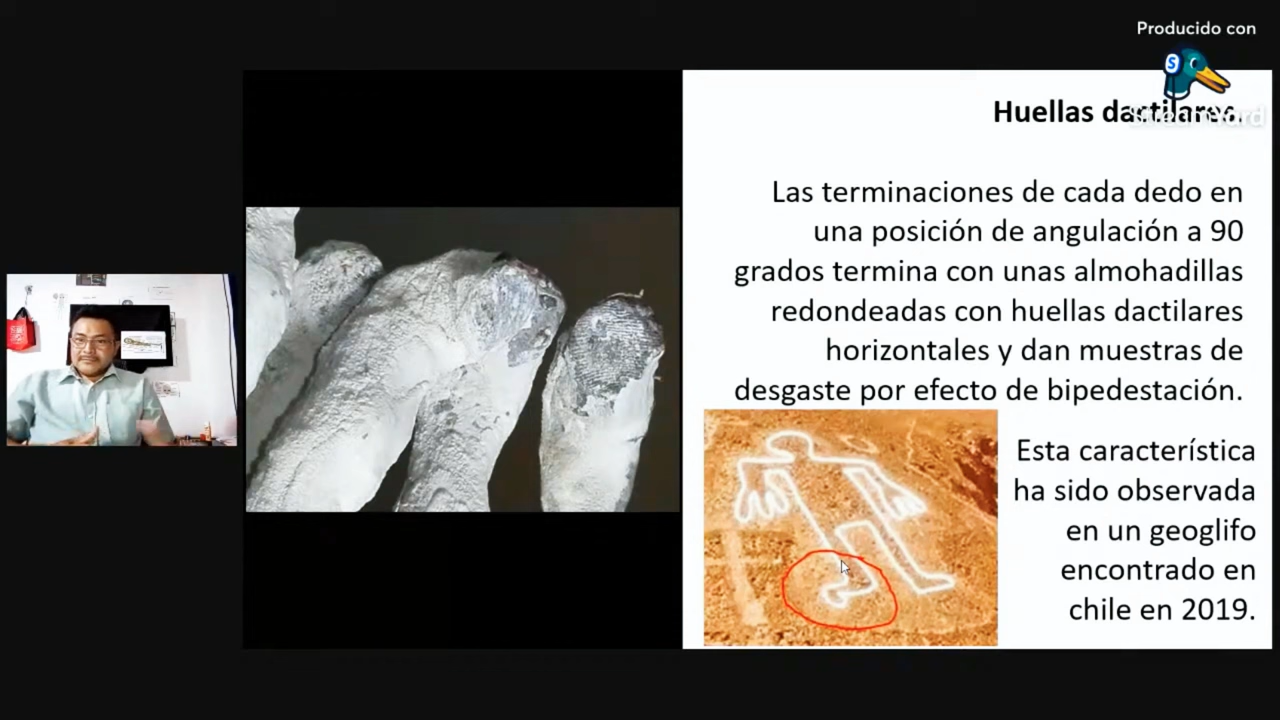 Producido con
StreamYard
Huellas dactilares.
Las terminaciones de cada dedo en
una posición de angulación a 90
grados termina con unas almohadillas
redondeadas con huellas dactilares
horizontales y dan muestras de
desgaste por efecto de bipedestación.
Esta característica
ha sido observada
en un geoglifo
encontrado en
chile en 2019.